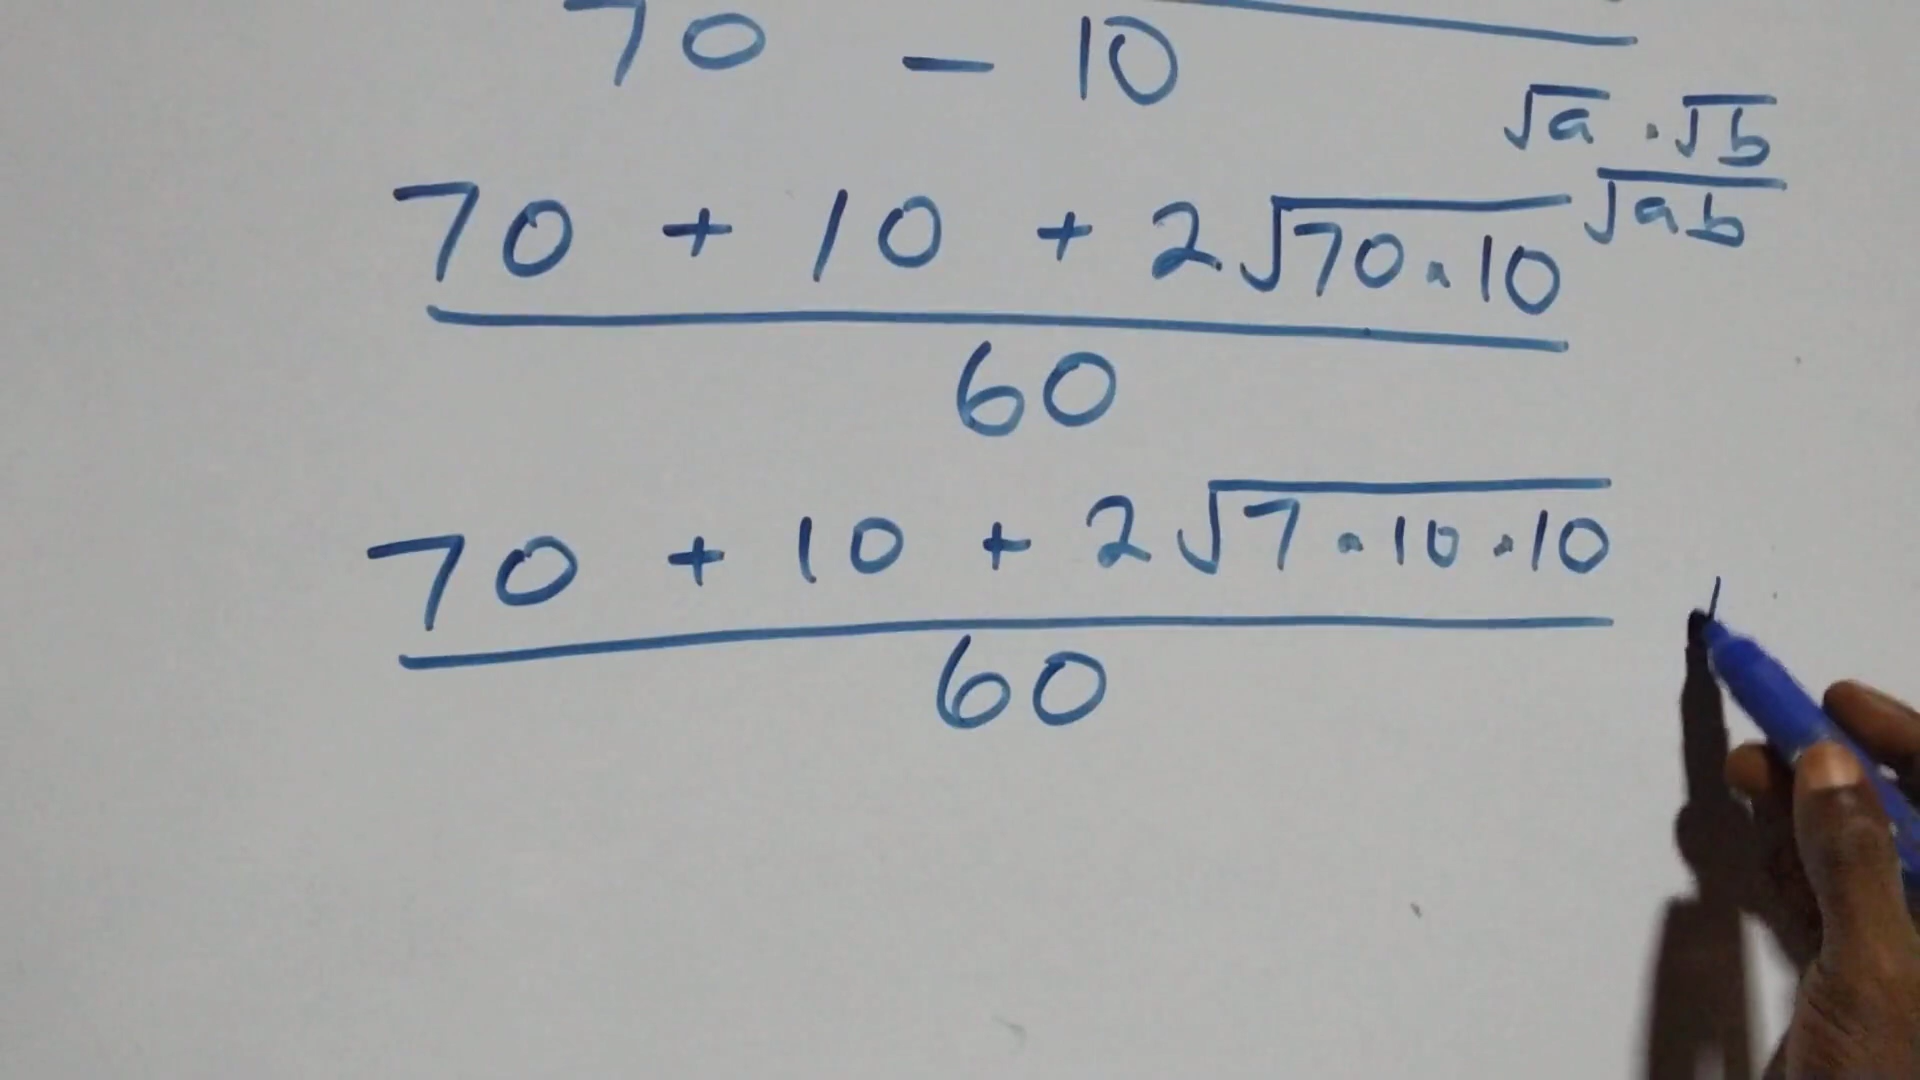 70 - 10
√a · √b
√ab
70 + 10 + 2√70·10
60
70 + 10 + 2√7·10·10
60